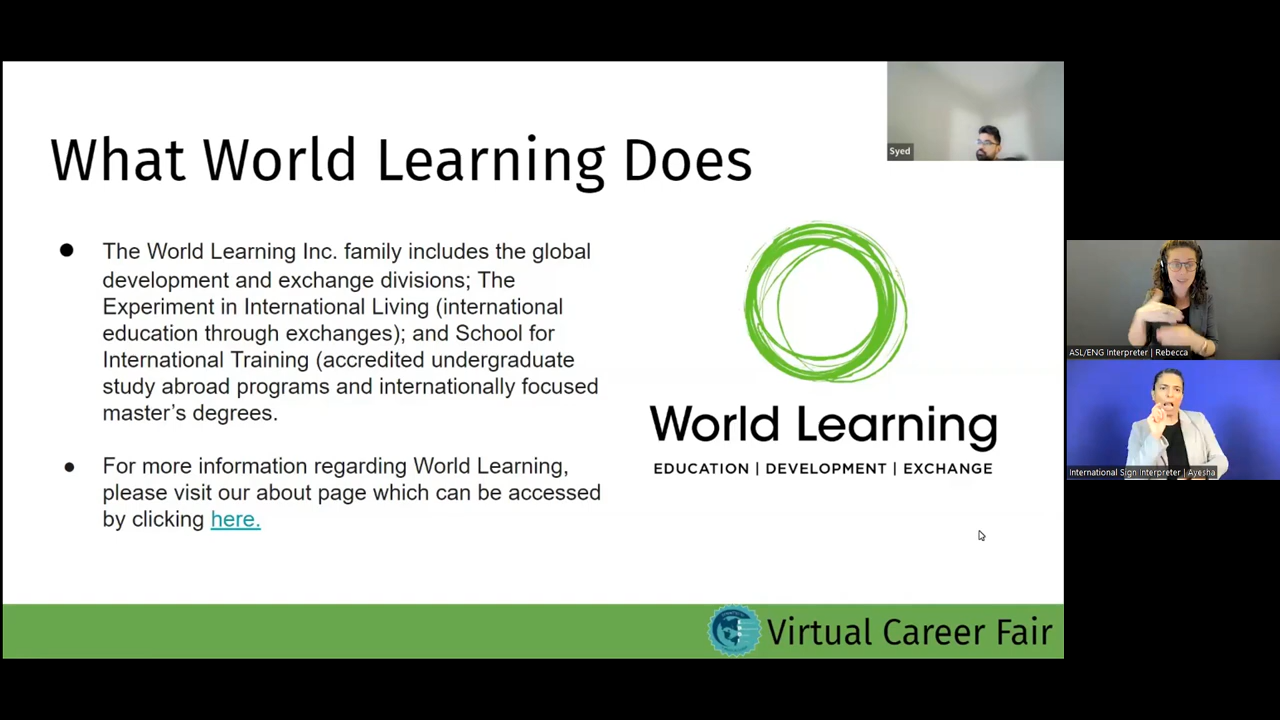 What World Learning Does
Syed
● The World Learning Inc. family includes the global
development and exchange divisions; The
Experiment in International Living (international
education through exchanges); and School for
International Training (accredited undergraduate
study abroad programs and internationally focused
master’s degrees.
● For more information regarding World Learning,
please visit our about page which can be accessed
by clicking here.
World Learning
EDUCATION | DEVELOPMENT | EXCHANGE
ASL/ENG Interpreter | Rebecca
International Sign Interpreter | Ayesha
Virtual Career Fair